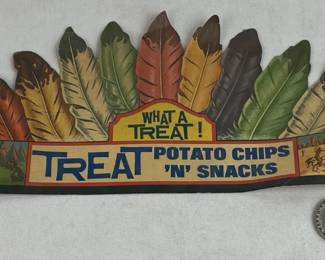 WHAT A
TREAT!
TREAT POTATO CHIPS
'N' SNACKS